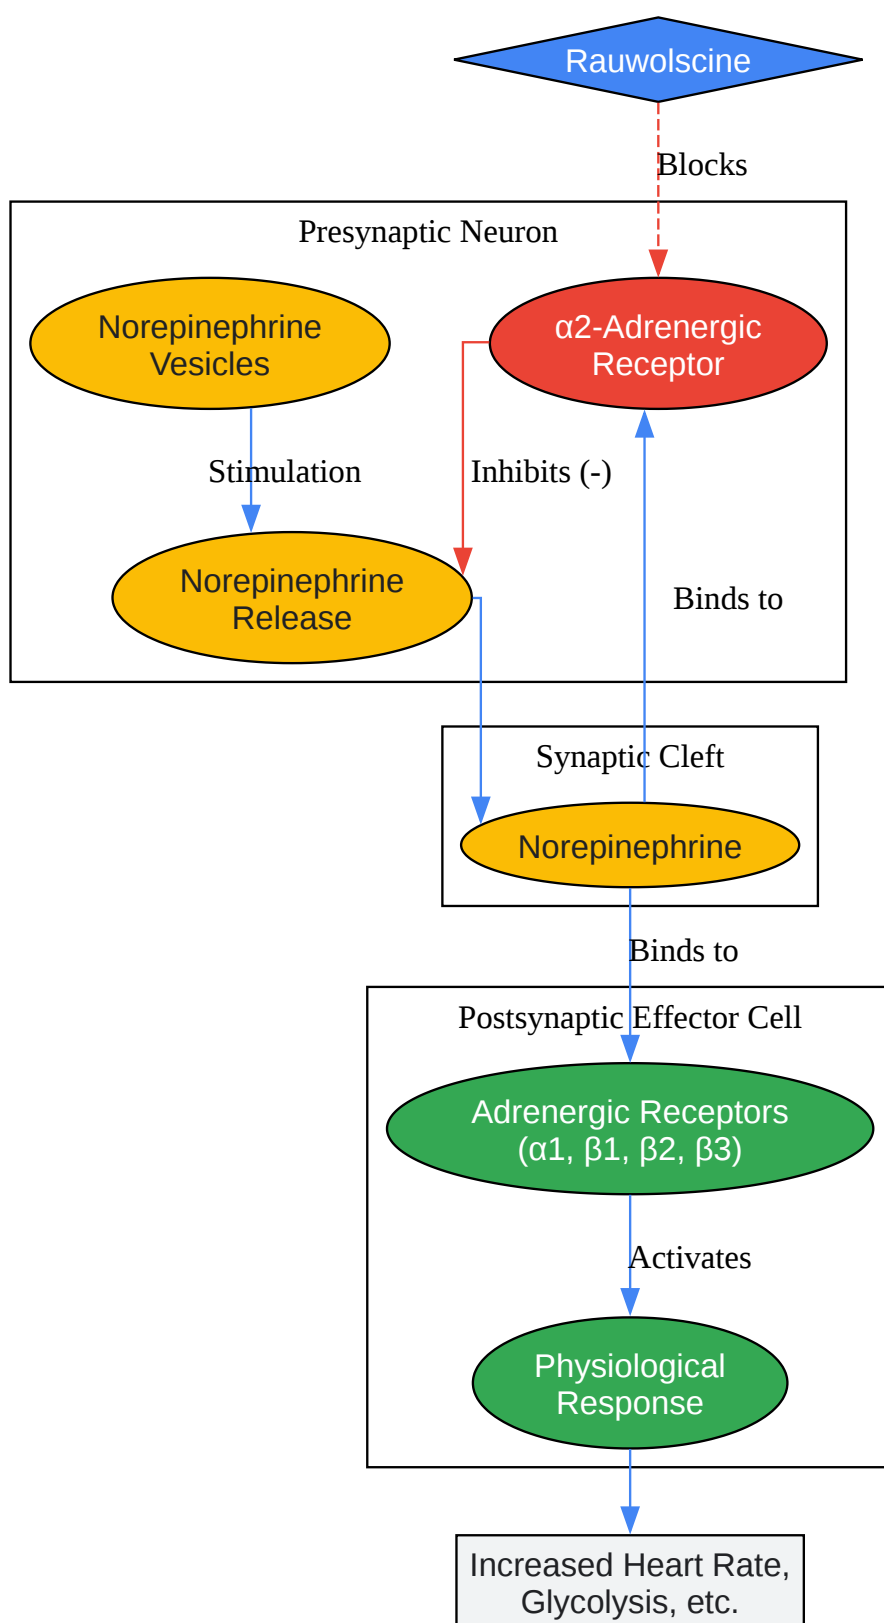 Rauwolscine
Blocks
Presynaptic Neuron
Norepinephrine
Vesicles
α2-Adrenergic
Receptor
Stimulation
Inhibits (-)
Norepinephrine
Release
Binds to
Synaptic Cleft
Norepinephrine
Binds to
Postsynaptic Effector Cell
Adrenergic Receptors
(α1, β1, β2, β3)
Activates
Physiological
Response
Increased Heart Rate,
Glycolysis, etc.